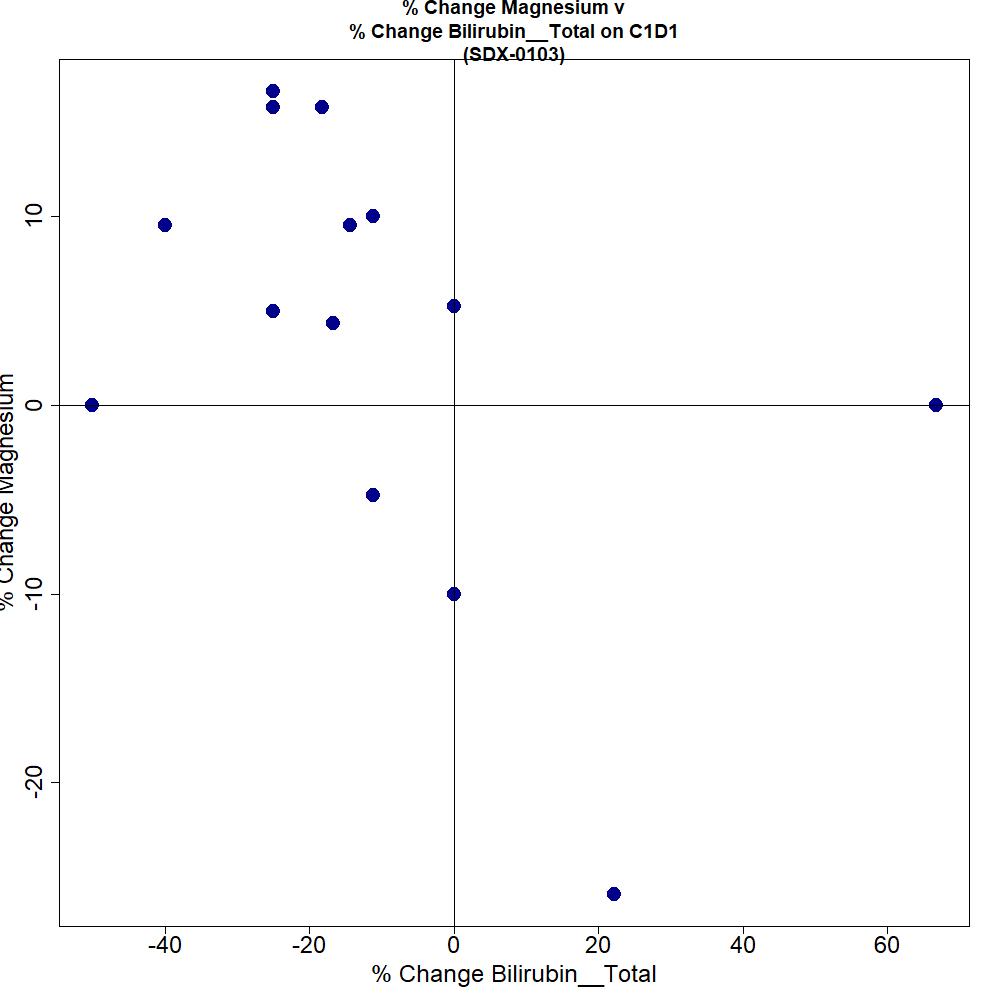 % Change Magnesium v
% Change Bilirubin__Total on C1D1
(SDX-0103)
% Change Magnesium
10
0
-10
-20
-40
-20
0
20
40
60
% Change Bilirubin__Total